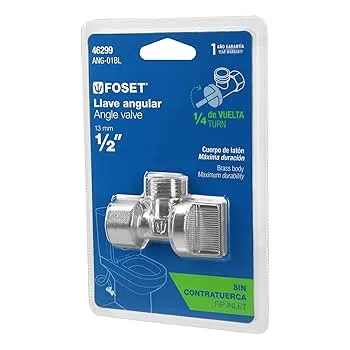 46299
ANG-01BL
1 AÑO GARANTÍA
YEAR WARRANTY
FOSET®
Llave angular
Angle valve
13 mm
1/2"
1/4 de VUELTA
TURN
Cuerpo de latón
Máxima duración
Brass body
Maximum durability
SIN
CONTRATUERCA
FIP INLET